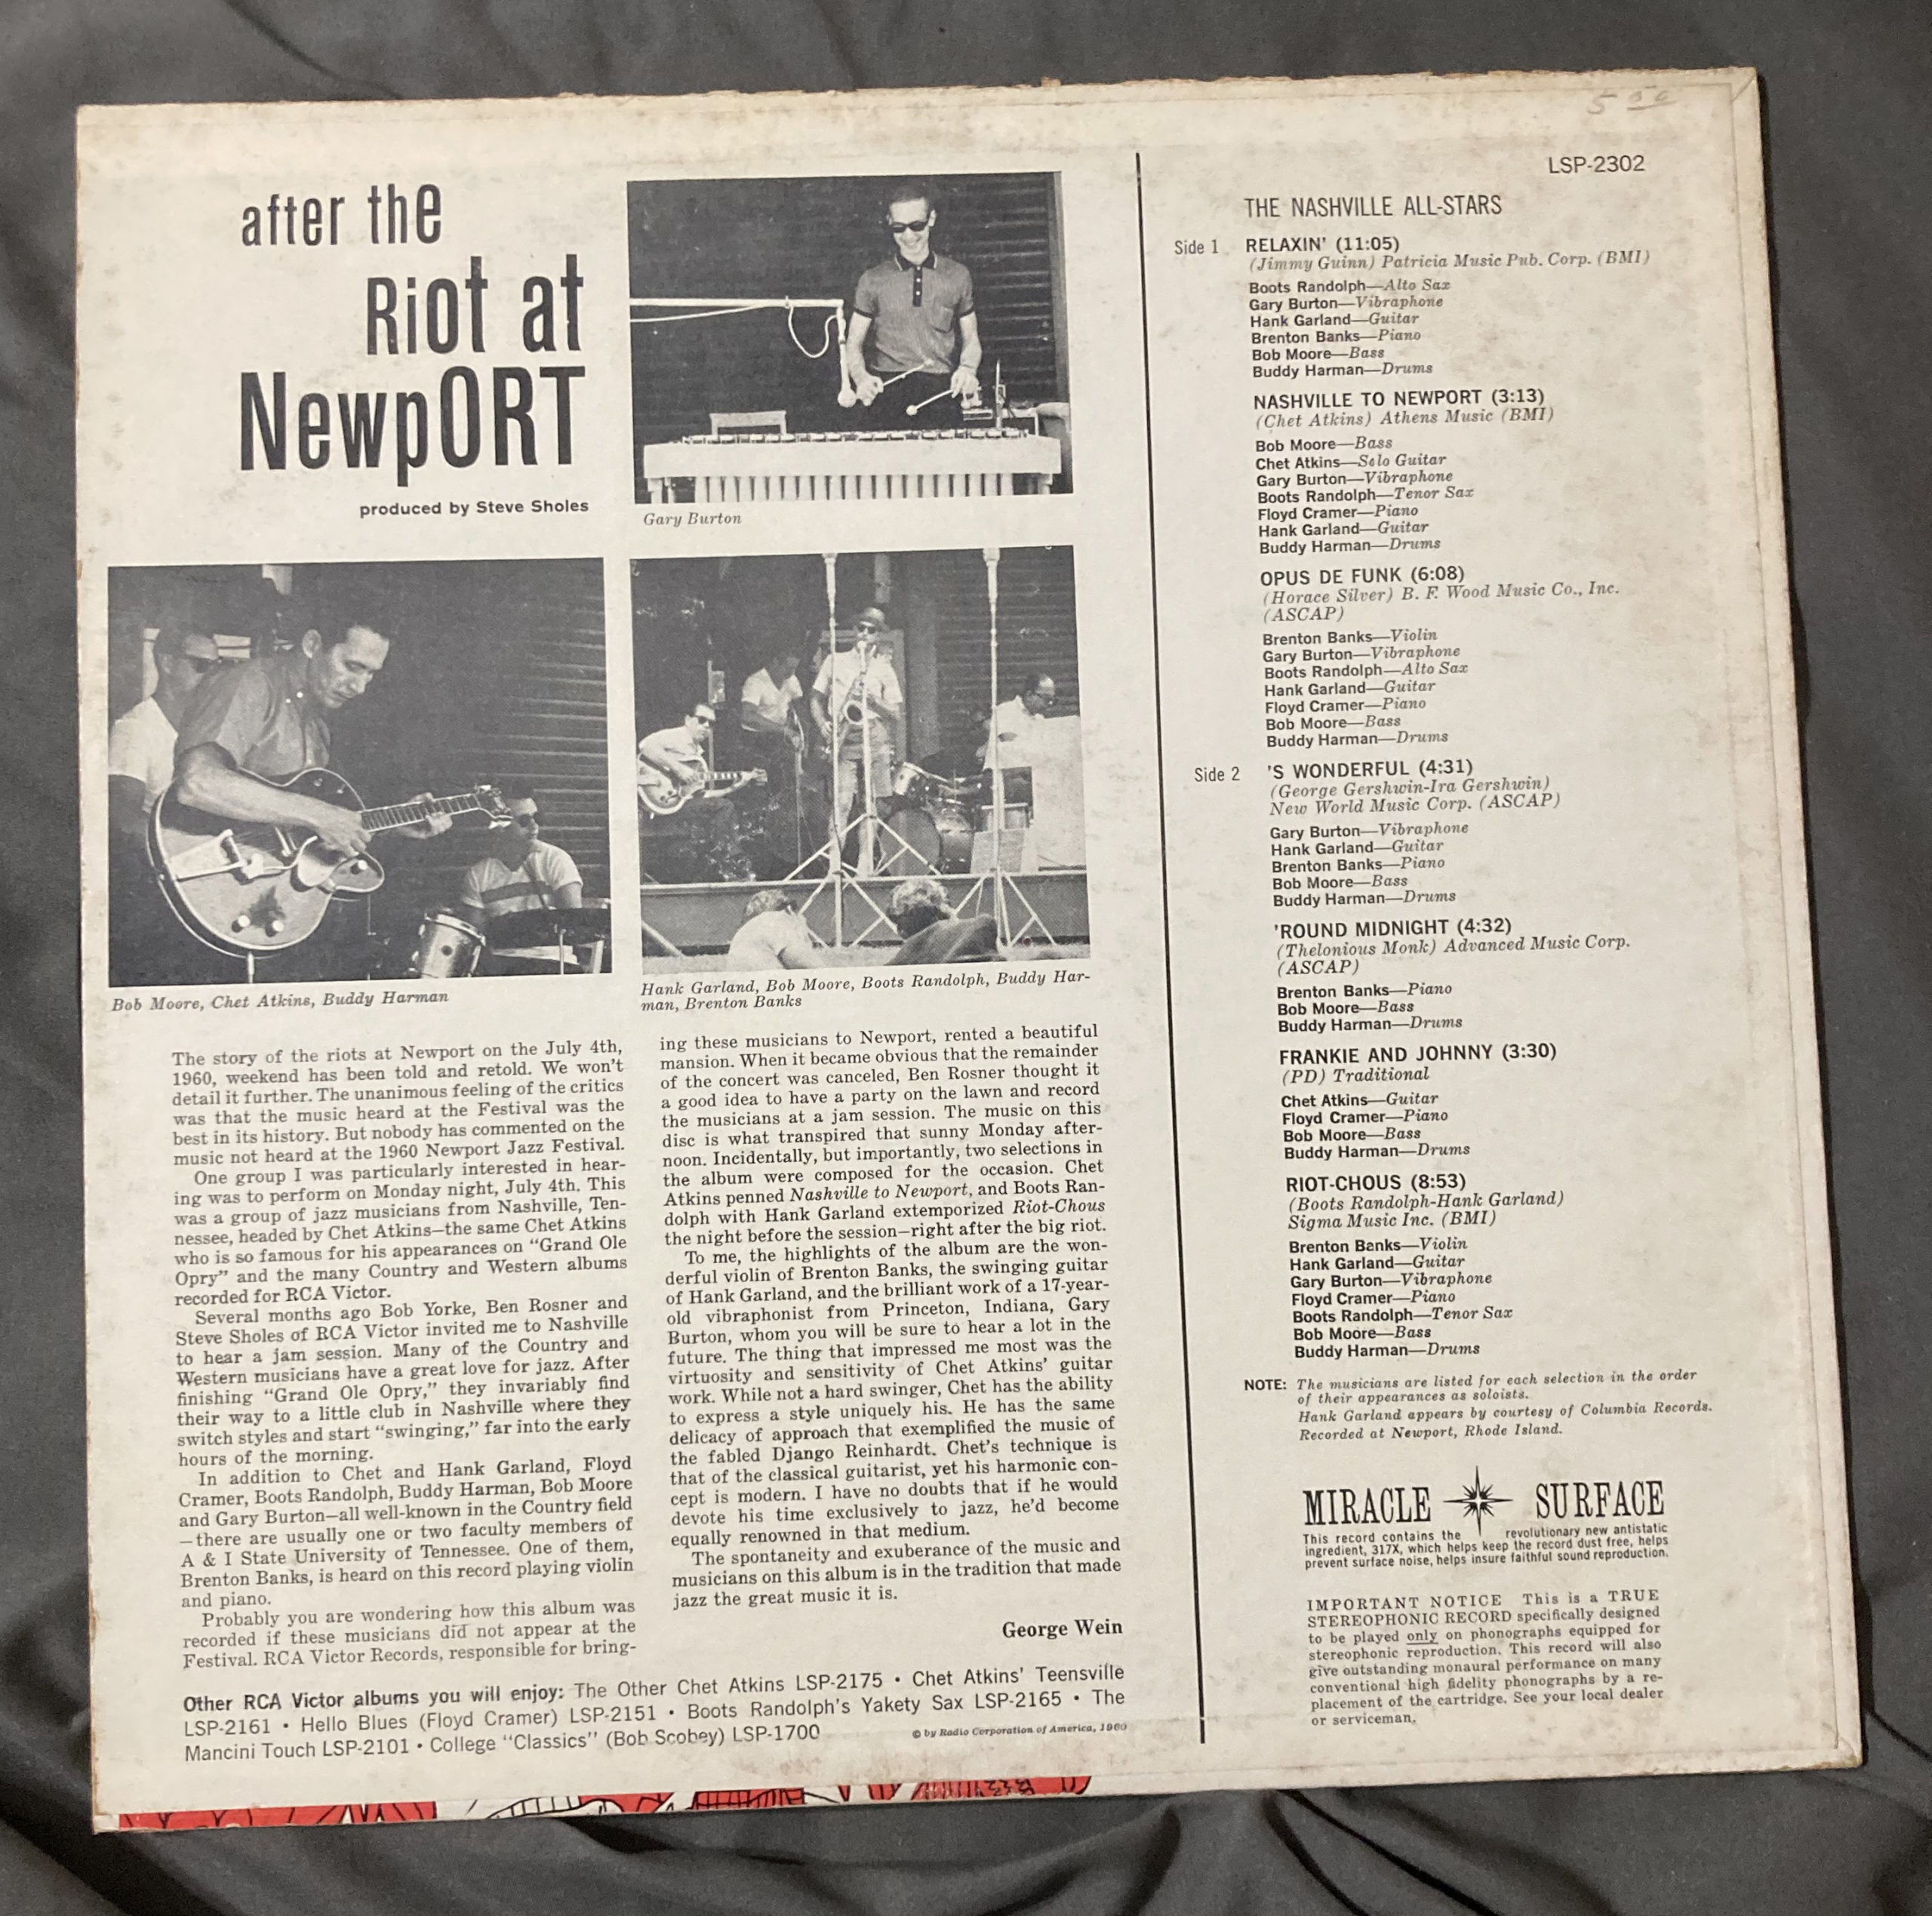 5 50
LSP-2302
after the
Riot at
NewpORT
produced by Steve Sholes
Gary Burton
Bob Moore, Chet Atkins, Buddy Harman
Hank Garland, Bob Moore, Boots Randolph, Buddy Har-
man, Brenton Banks
The story of the riots at Newport on the July 4th,
1960, weekend has been told and retold. We won't
detail it further. The unanimous feeling of the critics
was that the music heard at the Festival was the
best in its history. But nobody has commented on the
music not heard at the 1960 Newport Jazz Festival.
One group I was particularly interested in hear-
ing was to perform on Monday night, July 4th. This
was a group of jazz musicians from Nashville, Ten-
nessee, headed by Chet Atkins—the same Chet Atkins
who is so famous for his appearances on "Grand Ole
Opry" and the many Country and Western albums
recorded for RCA Victor.
Several months ago Bob Yorke, Ben Rosner and
Steve Sholes of RCA Victor invited me to Nashville
to hear a jam session. Many of the Country and
Western musicians have a great love for jazz. After
finishing "Grand Ole Opry," they invariably find
their way to a little club in Nashville where they
switch styles and start "swinging," far into the early
hours of the morning.
In addition to Chet and Hank Garland, Floyd
Cramer, Boots Randolph, Buddy Harman, Bob Moore
and Gary Burton—all well-known in the Country field
—there are usually one or two faculty members of
A & I State University of Tennessee. One of them,
Brenton Banks, is heard on this record playing violin
and piano.
Probably you are wondering how this album was
recorded if these musicians did not appear at the
Festival. RCA Victor Records, responsible for bring-
ing these musicians to Newport, rented a beautiful
mansion. When it became obvious that the remainder
of the concert was canceled, Ben Rosner thought it
a good idea to have a party on the lawn and record
the musicians at a jam session. The music on this
disc is what transpired that sunny Monday after-
noon. Incidentally, but importantly, two selections in
the album were composed for the occasion. Chet
Atkins penned Nashville to Newport, and Boots Ran-
dolph with Hank Garland extemporized Riot-Chous
the night before the session—right after the big riot.
To me, the highlights of the album are the won-
derful violin of Brenton Banks, the swinging guitar
of Hank Garland, and the brilliant work of a 17-year-
old vibraphonist from Princeton, Indiana, Gary
Burton, whom you will be sure to hear a lot in the
future. The thing that impressed me most was the
virtuosity and sensitivity of Chet Atkins' guitar
work. While not a hard swinger, Chet has the ability
to express a style uniquely his. He has the same
delicacy of approach that exemplified the music of
the fabled Django Reinhardt. Chet's technique is
that of the classical guitarist, yet his harmonic con-
cept is modern. I have no doubts that if he would
devote his time exclusively to jazz, he'd become
equally renowned in that medium.
The spontaneity and exuberance of the music and
musicians on this album is in the tradition that made
jazz the great music it is.
George Wein
Other RCA Victor albums you will enjoy: The Other Chet Atkins LSP-2175 • Chet Atkins' Teensville
LSP-2161 • Hello Blues (Floyd Cramer) LSP-2151 • Boots Randolph's Yakety Sax LSP-2165 • The
Mancini Touch LSP-2101 • College "Classics" (Bob Scobey) LSP-1700
© by Radio Corporation of America, 1960
THE NASHVILLE ALL-STARS
Side 1 RELAXIN' (11:05)
(Jimmy Guinn) Patricia Music Pub. Corp. (BMI)
Boots Randolph—Alto Sax
Gary Burton—Vibraphone
Hank Garland—Guitar
Brenton Banks—Piano
Bob Moore—Bass
Buddy Harman—Drums
NASHVILLE TO NEWPORT (3:13)
(Chet Atkins) Athens Music (BMI)
Bob Moore—Bass
Chet Atkins—Solo Guitar
Gary Burton—Vibraphone
Boots Randolph—Tenor Sax
Floyd Cramer—Piano
Hank Garland—Guitar
Buddy Harman—Drums
OPUS DE FUNK (6:08)
(Horace Silver) B. F. Wood Music Co., Inc.
(ASCAP)
Brenton Banks—Violin
Gary Burton—Vibraphone
Boots Randolph—Alto Sax
Hank Garland—Guitar
Floyd Cramer—Piano
Bob Moore—Bass
Buddy Harman—Drums
Side 2 'S WONDERFUL (4:31)
(George Gershwin-Ira Gershwin)
New World Music Corp. (ASCAP)
Gary Burton—Vibraphone
Hank Garland—Guitar
Brenton Banks—Piano
Bob Moore—Bass
Buddy Harman—Drums
'ROUND MIDNIGHT (4:32)
(Thelonious Monk) Advanced Music Corp.
(ASCAP)
Brenton Banks—Piano
Bob Moore—Bass
Buddy Harman—Drums
FRANKIE AND JOHNNY (3:30)
(PD) Traditional
Chet Atkins—Guitar
Floyd Cramer—Piano
Bob Moore—Bass
Buddy Harman—Drums
RIOT-CHOUS (8:53)
(Boots Randolph-Hank Garland)
Sigma Music Inc. (BMI)
Brenton Banks—Violin
Hank Garland—Guitar
Gary Burton—Vibraphone
Floyd Cramer—Piano
Boots Randolph—Tenor Sax
Bob Moore—Bass
Buddy Harman—Drums
NOTE: The musicians are listed for each selection in the order
of their appearances as soloists.
Hank Garland appears by courtesy of Columbia Records.
Recorded at Newport, Rhode Island.
MIRACLE SURFACE
This record contains the revolutionary new antistatic
ingredient, 317X, which helps keep the record dust free, helps
prevent surface noise, helps insure faithful sound reproduction.
IMPORTANT NOTICE This is a TRUE
STEREOPHONIC RECORD specifically designed
to be played only on phonographs equipped for
stereophonic reproduction. This record will also
give outstanding monaural performance on many
conventional high fidelity phonographs by a re-
placement of the cartridge. See your local dealer
or serviceman.